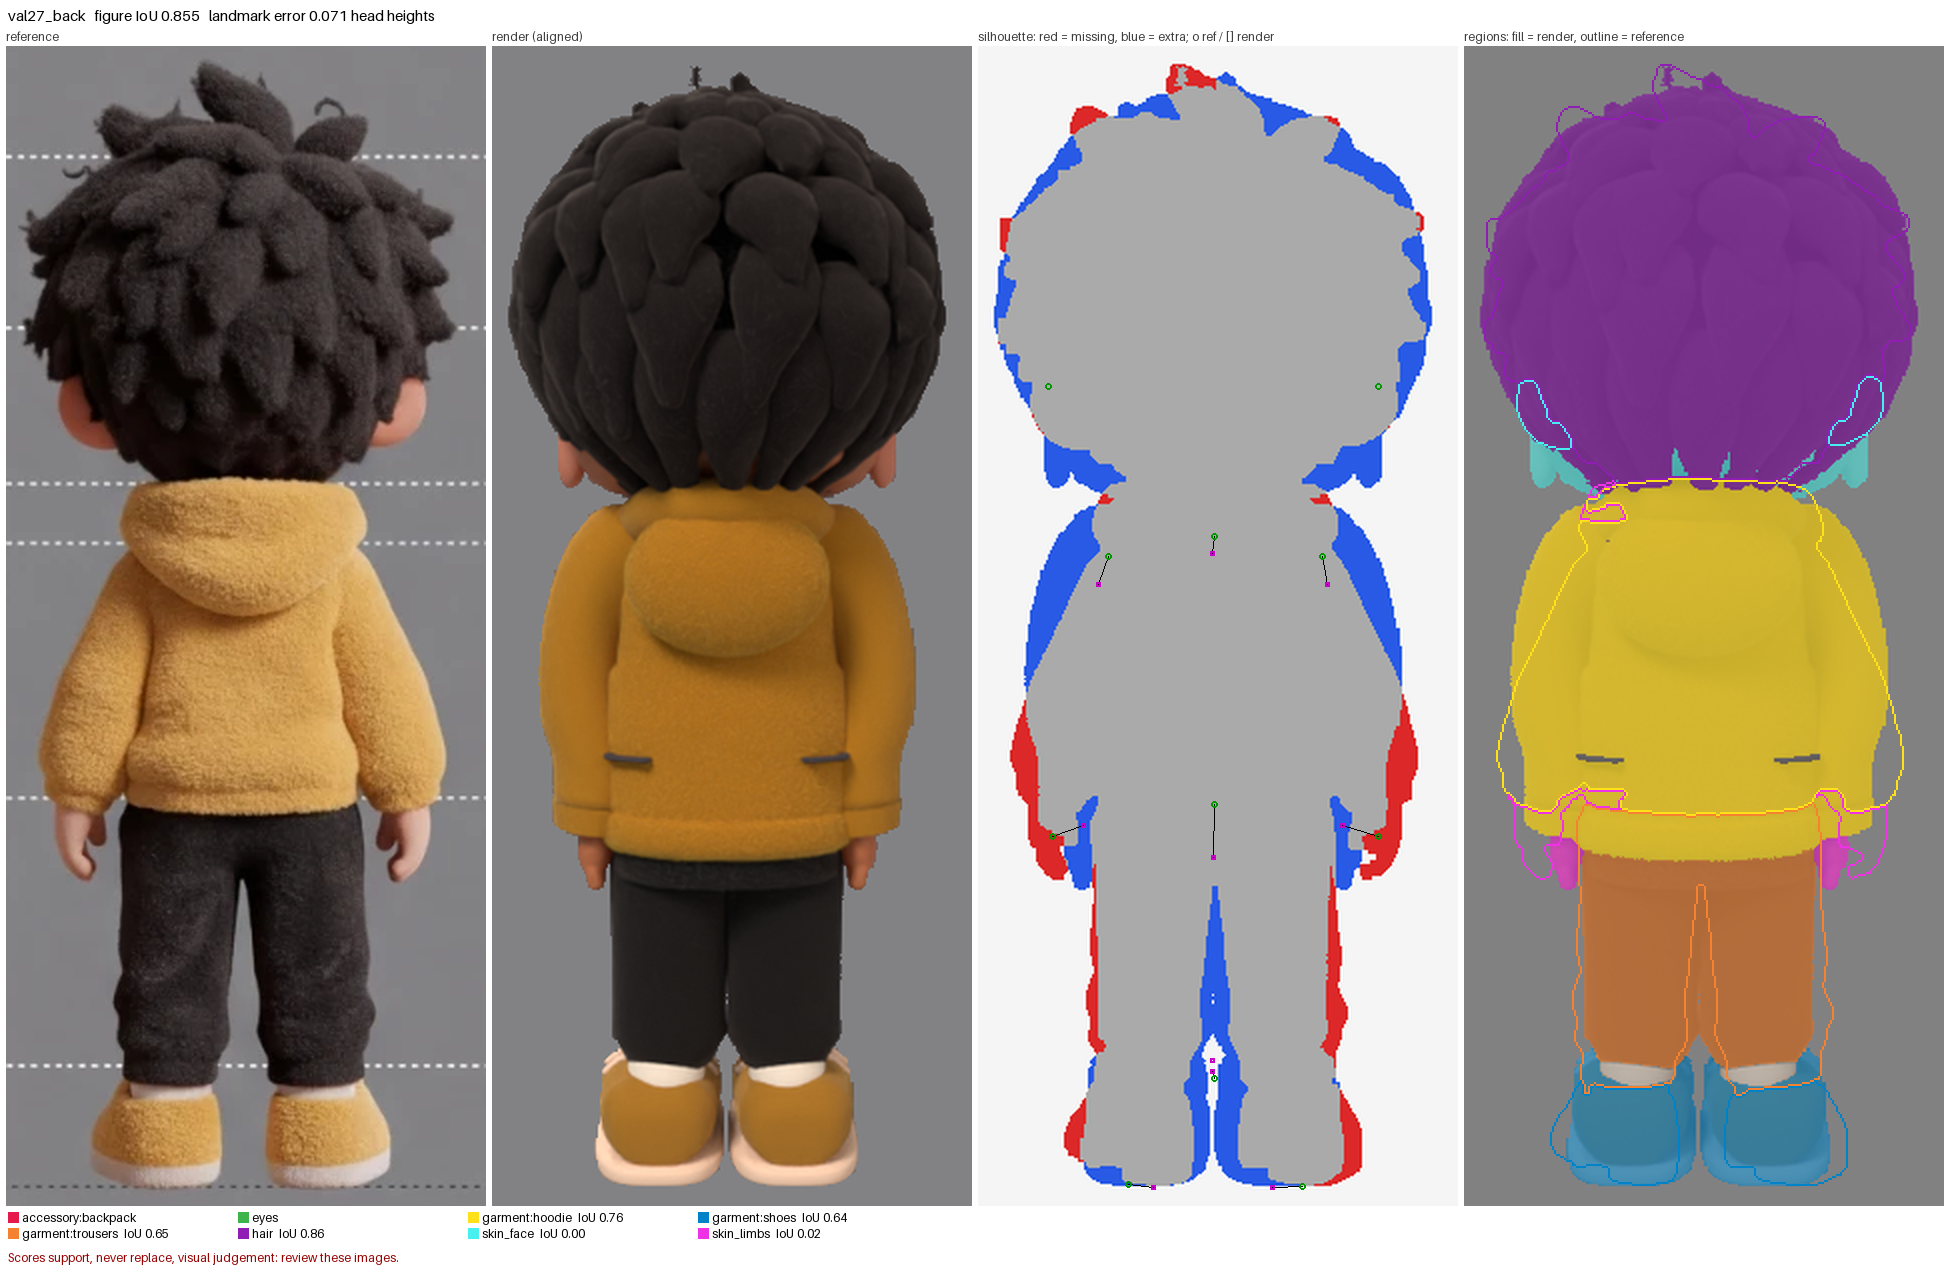 val27_back figure IoU 0.855 landmark error 0.071 head heights
reference
render (aligned)
silhouette: red = missing, blue = extra; o ref / [] render
regions: fill = render, outline = reference
accessory:backpack
eyes
garment:hoodie IoU 0.76
garment:shoes IoU 0.64
garment:trousers IoU 0.65
hair IoU 0.86
skin_face IoU 0.00
skin_limbs IoU 0.02
Scores support, never replace, visual judgement: review these images.